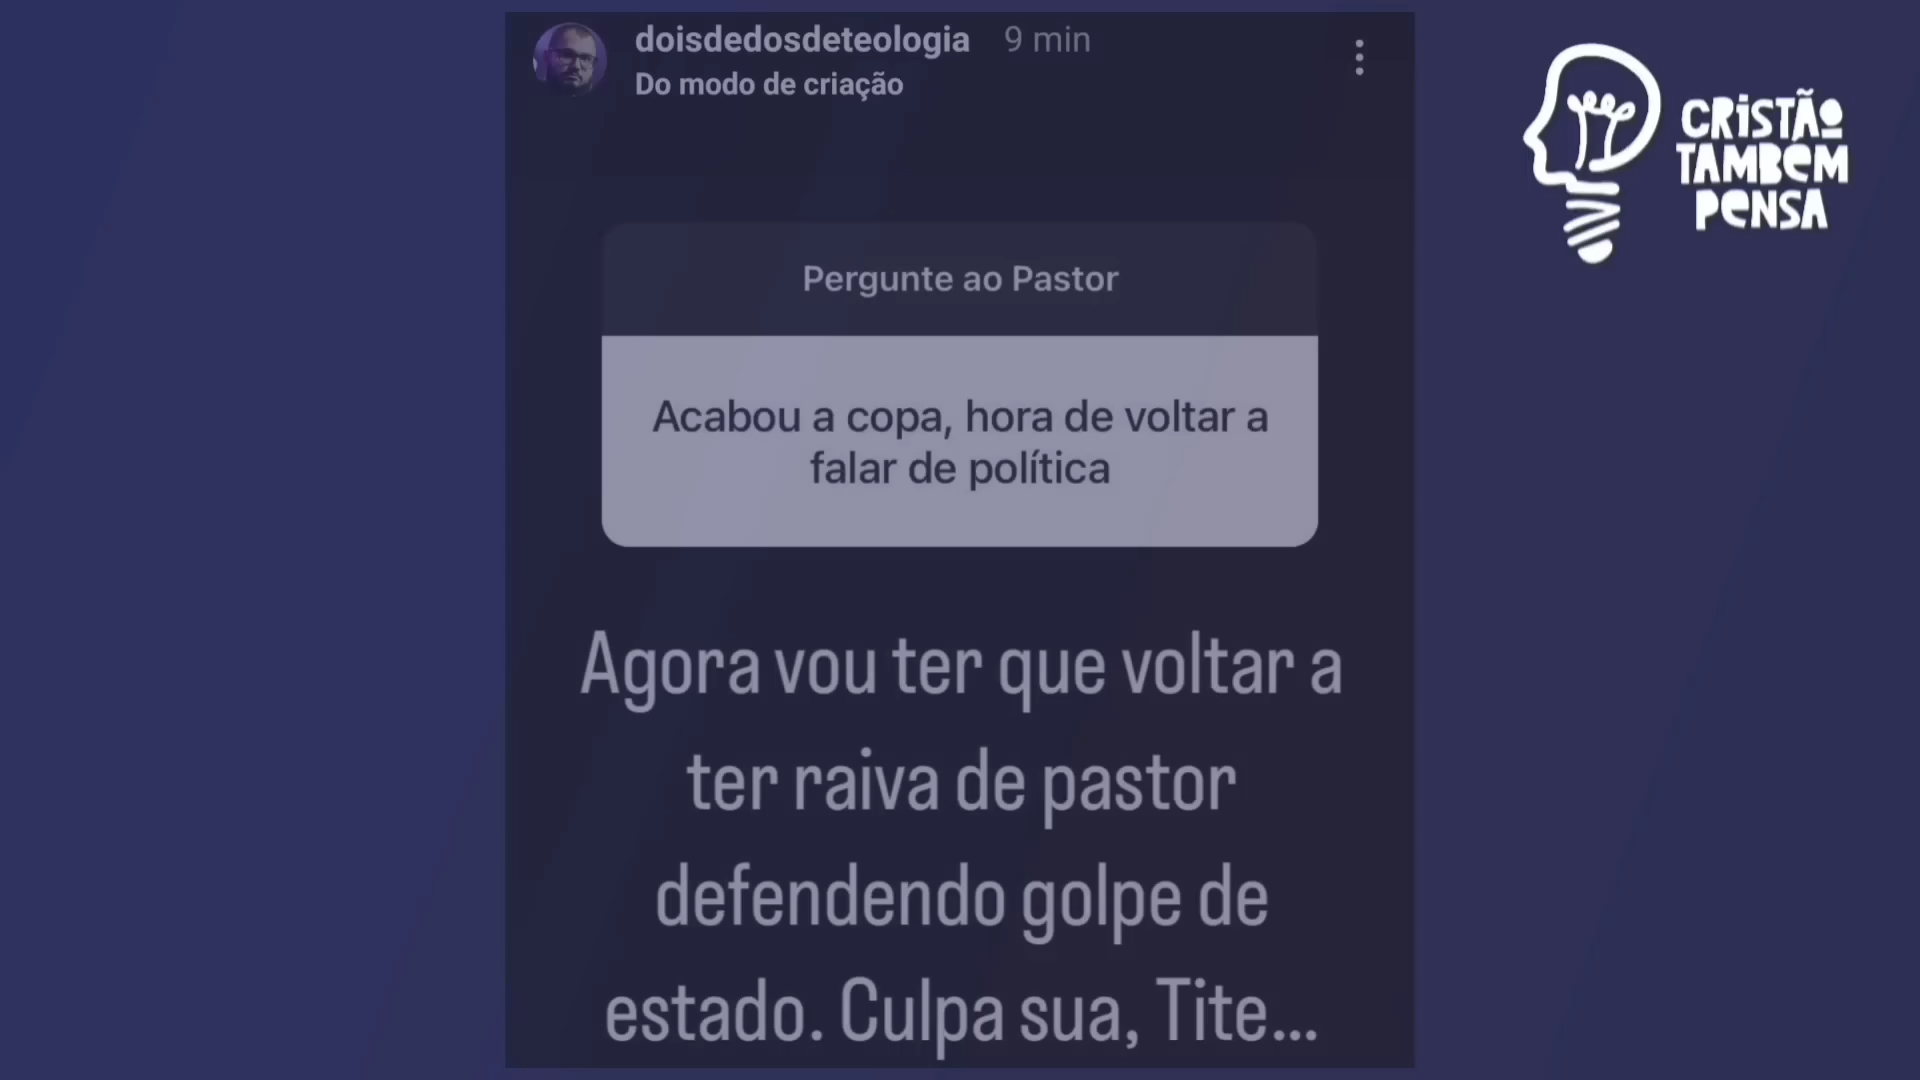 doisdedosdeteologia 9 min
Do modo de criação
CRISTÃO
TAMBÉM
PENSA
Pergunte ao Pastor
Acabou a copa, hora de voltar a
falar de política
Agora vou ter que voltar a
ter raiva de pastor
defendendo golpe de
estado. Culpa sua, Tite...